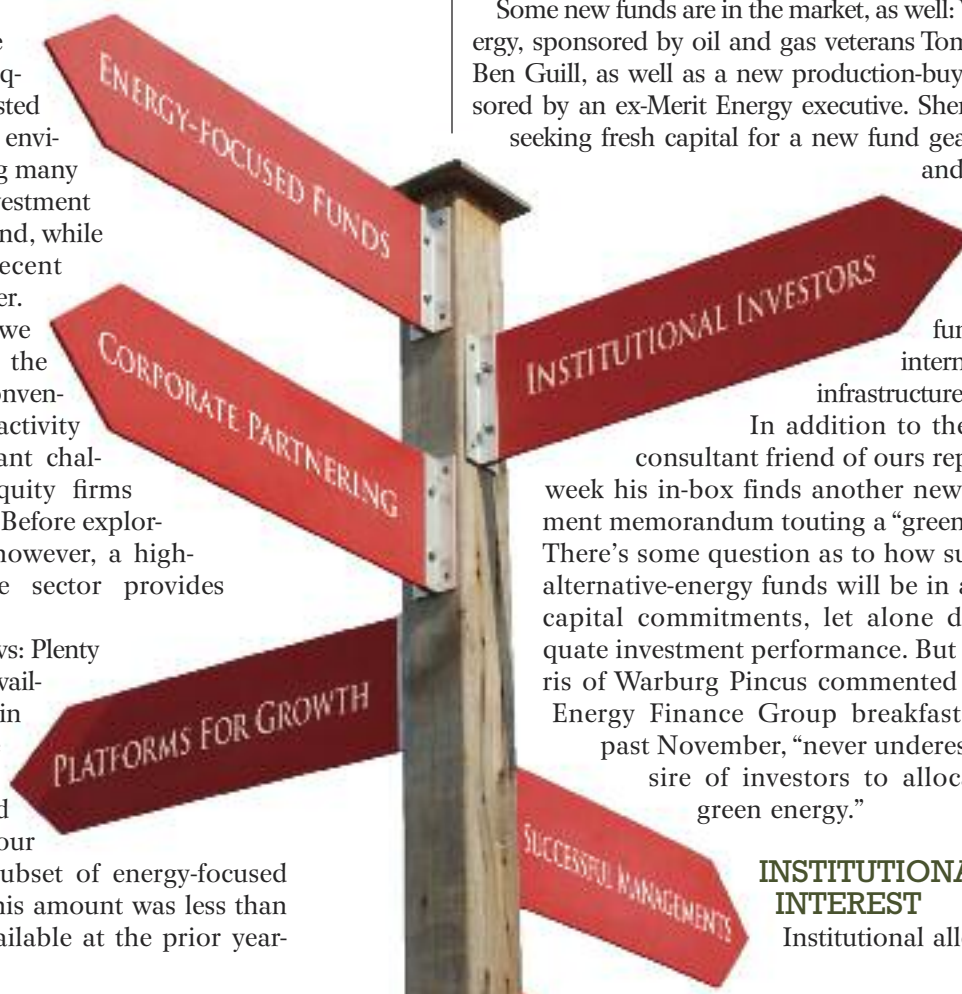 e
q-
sted
envi-
g many
vestment
nd, while
ecent
er.
we
the
onven-
activity
ant chal-
quity firms
Before explor-
however, a high-
e sector provides
ws: Plenty
vail-
in
d
our
ubset of energy-focused
his amount was less than
ailable at the prior year-
ENERGY-FOCUSED FUNDS
INSTITUTIONAL INVESTORS
CORPORATE PARTNERING
PLATFORMS FOR GROWTH
SUCCESSFUL MANAGEMENTS
Some new funds are in the market, as well:
ergy, sponsored by oil and gas veterans Tom
Ben Guill, as well as a new production-buy
sored by an ex-Merit Energy executive. Sher
seeking fresh capital for a new fund gea
and
fun
intern
infrastructure
In addition to the
consultant friend of ours rep
week his in-box finds another new
ment memorandum touting a “green
There’s some question as to how su
alternative-energy funds will be in a
capital commitments, let alone d
quate investment performance. But
ris of Warburg Pincus commented
Energy Finance Group breakfast
past November, “never underes
sire of investors to alloca
green energy.”
INSTITUTIONA
INTEREST
Institutional allo